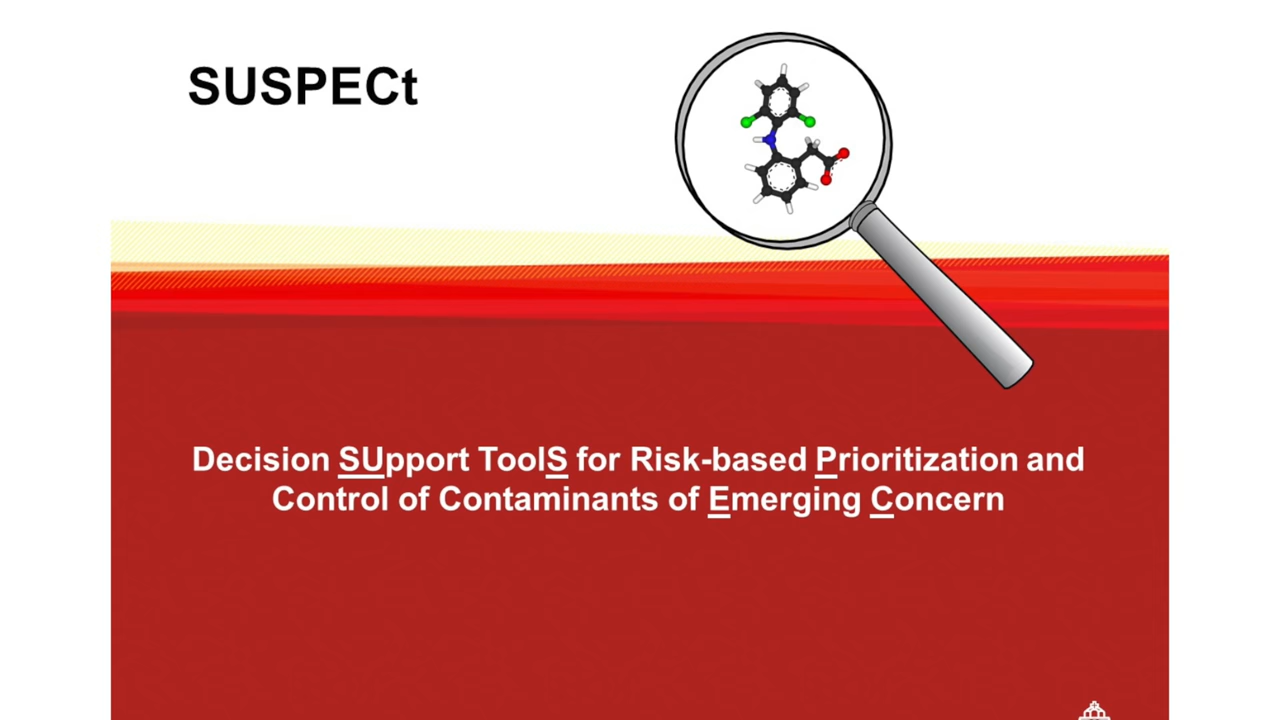 SUSPECt
Decision SUpport ToolS for Risk-based Prioritization and
Control of Contaminants of Emerging Concern